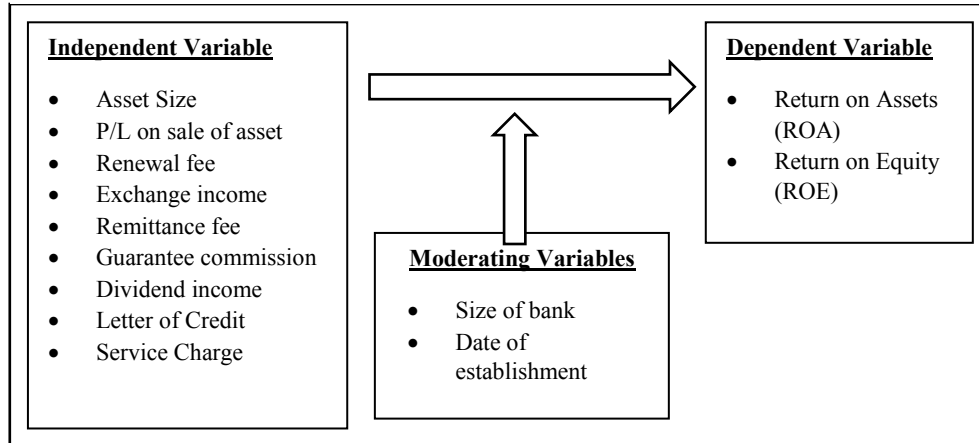 Independent Variable
• Asset Size
• P/L on sale of asset
• Renewal fee
• Exchange income
• Remittance fee
• Guarantee commission
• Dividend income
• Letter of Credit
• Service Charge
Moderating Variables
• Size of bank
• Date of
establishment
Dependent Variable
• Return on Assets
(ROA)
• Return on Equity
(ROE)